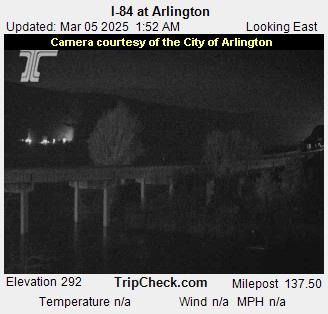 I-84 at Arlington
Updated: Mar 05 2025 1:52 AM Looking East
Camera courtesy of the City of Arlington
Elevation 292 TripCheck.com Milepost 137.50
Temperature n/a Wind n/a MPH n/a